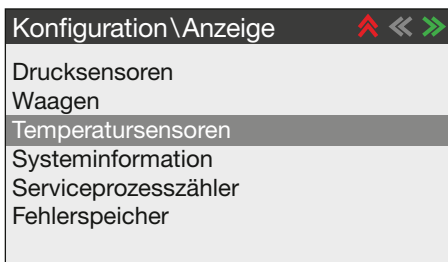 Konfiguration\Anzeige
Drucksensoren
Waagen
Temperatursensoren
Systeminformation
Serviceprozesszähler
Fehlerspeicher